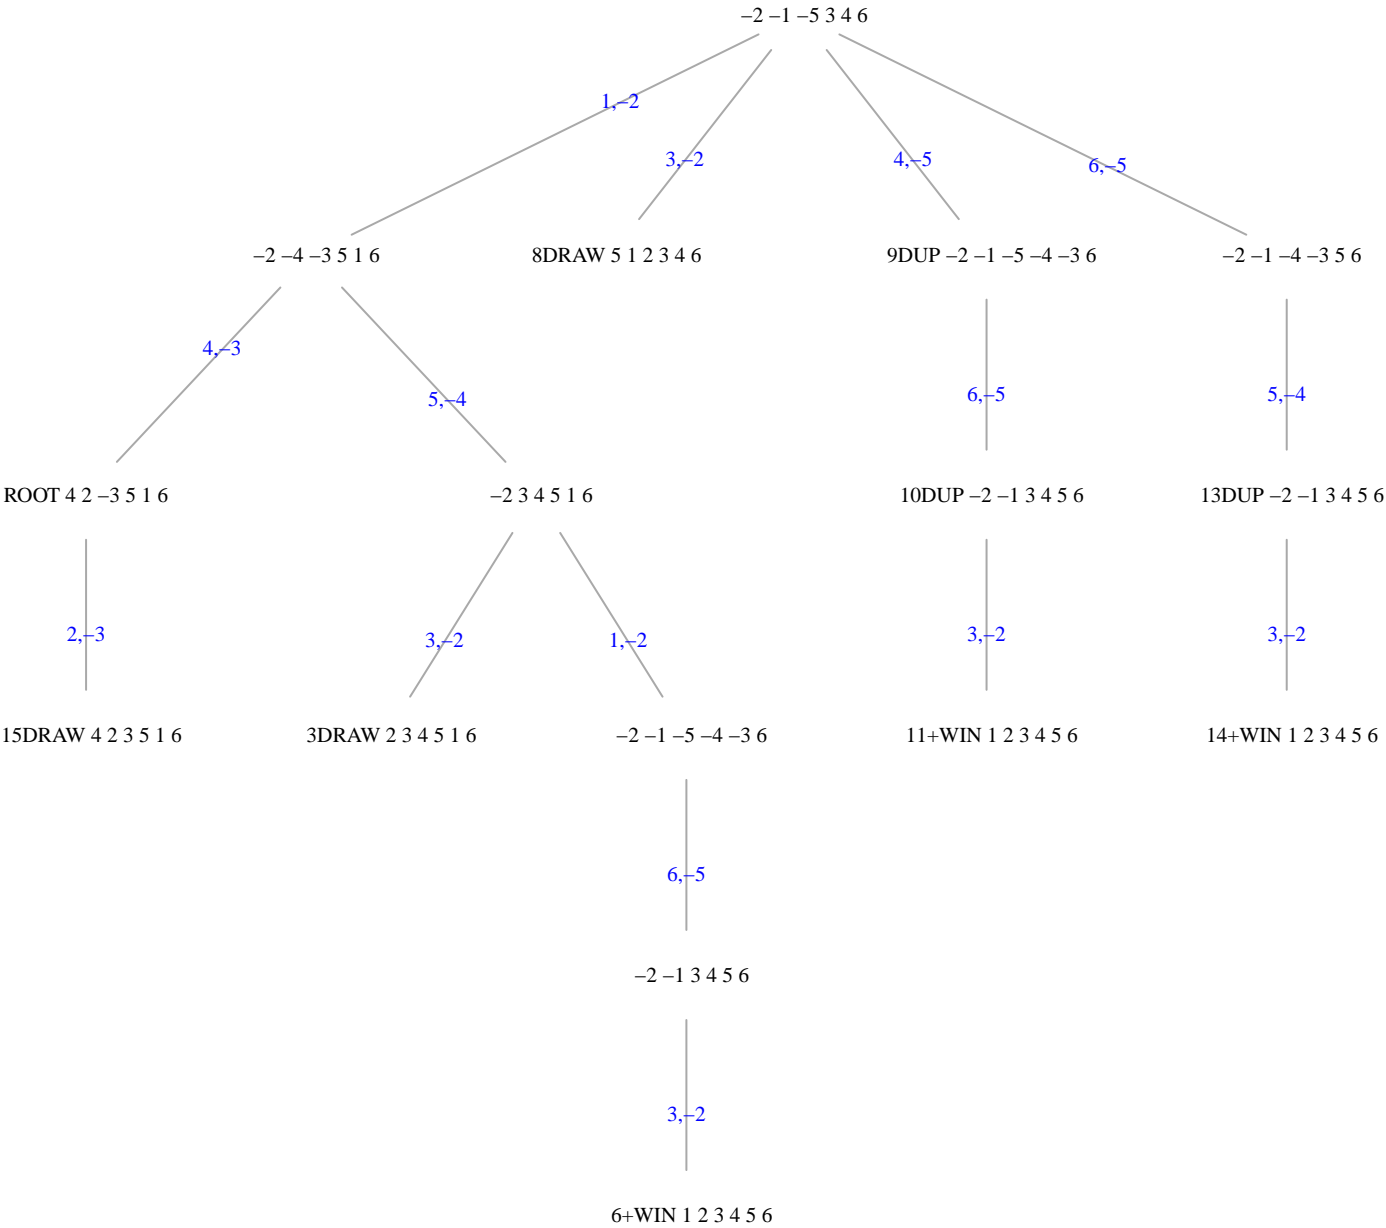 −2 −1 −5 3 4 6
1,−2
3,−2
4,−5
6,−5
−2 −4 −3 5 1 6
8DRAW 5 1 2 3 4 6
9DUP −2 −1 −5 −4 −3 6
−2 −1 −4 −3 5 6
4,−3
5,−4
6,−5
5,−4
ROOT 4 2 −3 5 1 6
−2 3 4 5 1 6
10DUP −2 −1 3 4 5 6
13DUP −2 −1 3 4 5 6
2,−3
3,−2
1,−2
3,−2
3,−2
15DRAW 4 2 3 5 1 6
3DRAW 2 3 4 5 1 6
−2 −1 −5 −4 −3 6
11+WIN 1 2 3 4 5 6
14+WIN 1 2 3 4 5 6
6,−5
−2 −1 3 4 5 6
3,−2
6+WIN 1 2 3 4 5 6